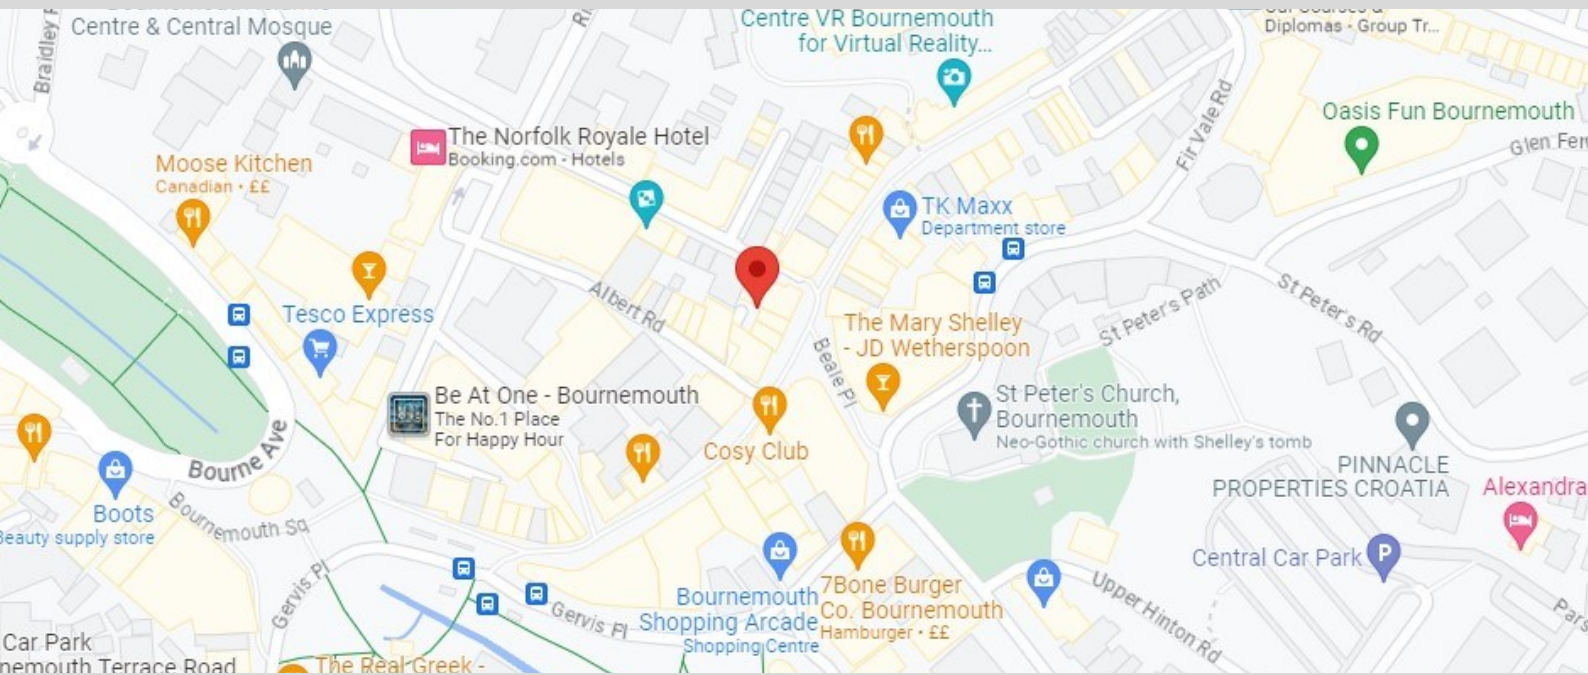 Centre & Central Mosque
Centre VR Bournemouth
for Virtual Reality...
Diplomas - Group Tr...
Braidley
Oasis Fun Bournemouth
Fir Vale Rd
Glen Fer
The Norfolk Royale Hotel
Booking.com - Hotels
Moose Kitchen
Canadian • ££
TK Maxx
Department store
Tesco Express
Albert Rd
St Peter's Path
St Peter's Rd
The Mary Shelley
- JD Wetherspoon
Beale Pl
Be At One - Bournemouth
The No.1 Place
For Happy Hour
St Peter's Church,
Bournemouth
Neo-Gothic church with Shelley's tomb
Cosy Club
Bourne Ave
PINNACLE
PROPERTIES CROATIA
Alexandra
Boots
Beauty supply store
Bournemouth Sq
Central Car Park
P
Gervis Pl
Gervis Pl
Bournemouth
Shopping Arcade
Shopping Centre
7Bone Burger
Co. Bournemouth
Hamburger • ££
Upper Hinton Rd
Pars
Car Park
nemouth Terrace Road
The Real Greek -